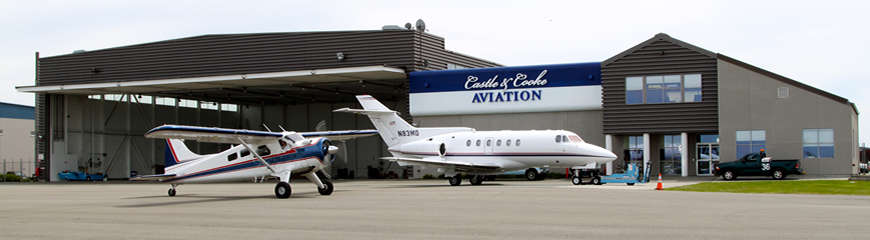 Castle & Cooke
AVIATION
N83MD
36